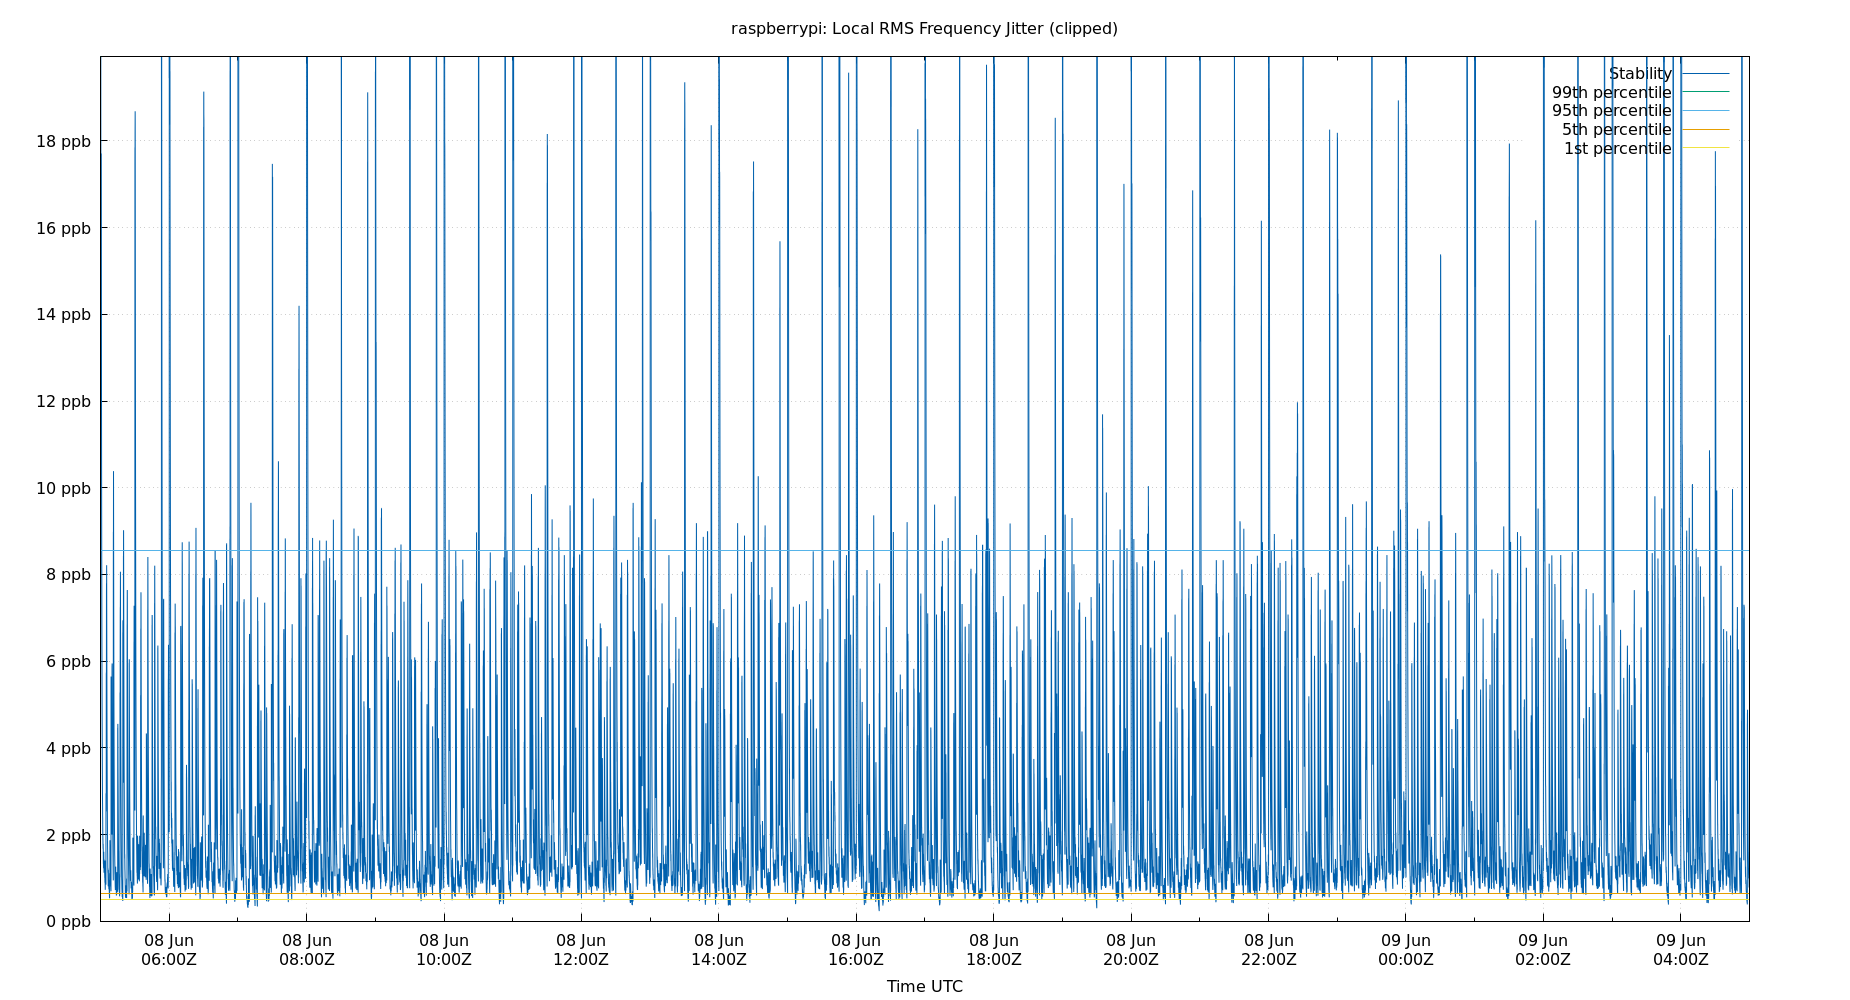 raspberrypi: Local RMS Frequency Jitter (clipped)
Stability
99th percentile
95th percentile
5th percentile
1st percentile
18 ppb
16 ppb
14 ppb
12 ppb
10 ppb
8 ppb
6 ppb
4 ppb
2 ppb
0 ppb
08 Jun 08 Jun 08 Jun 08 Jun 08 Jun 08 Jun 08 Jun 08 Jun 08 Jun 09 Jun 09 Jun 09 Jun
06:00Z 08:00Z 10:00Z 12:00Z 14:00Z 16:00Z 18:00Z 20:00Z 22:00Z 00:00Z 02:00Z 04:00Z
Time UTC